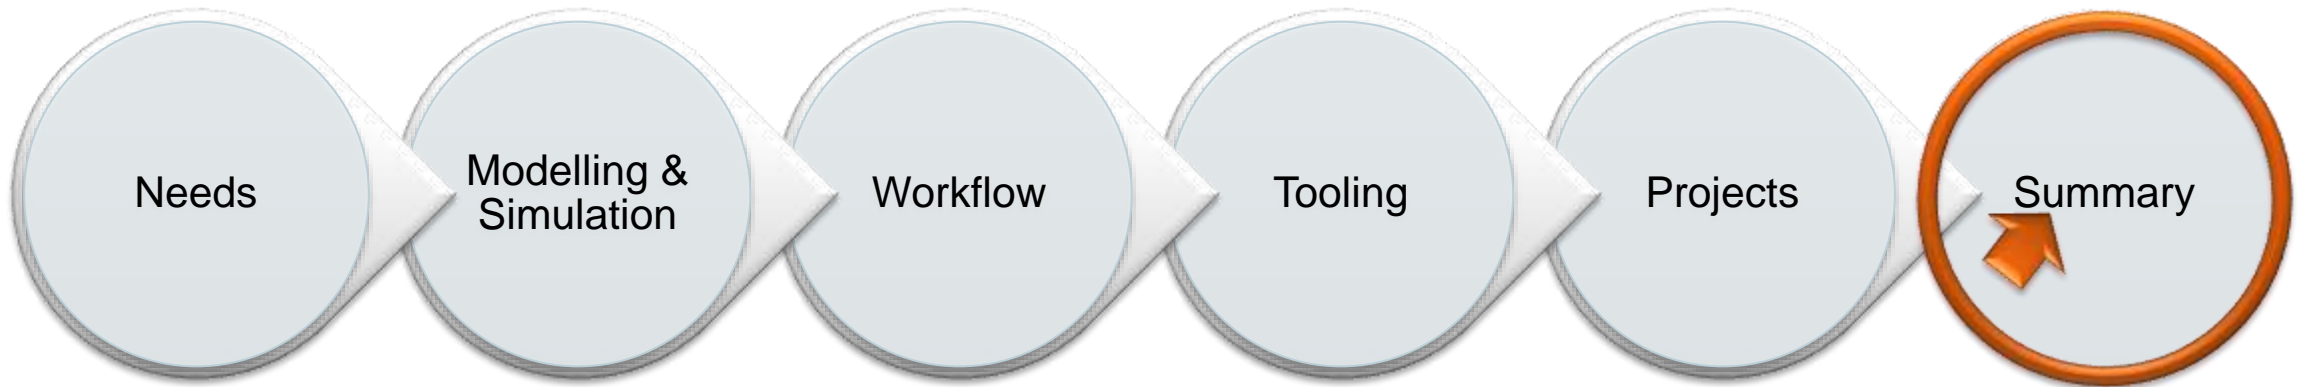 Needs
Modelling &
Simulation
Workflow
Tooling
Projects
Summary